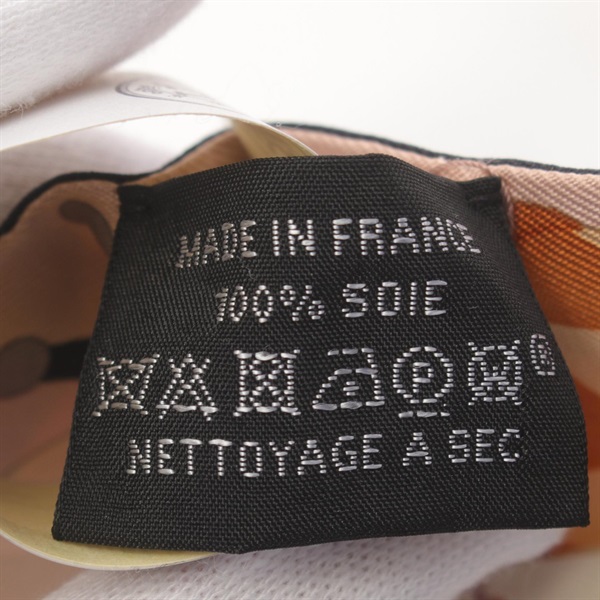 MADE IN FRANCE
100% SOIE
P W ®
NETTOYAGE A SEC